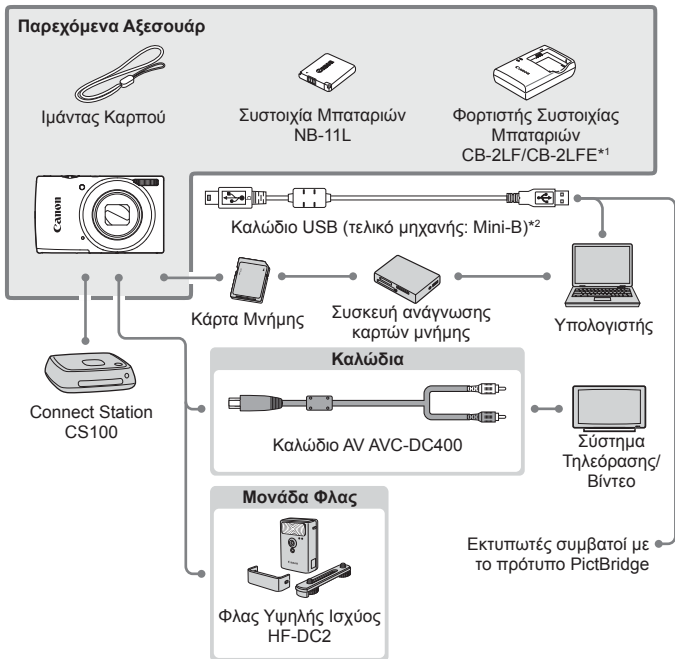 Παρεχόμενα Αξεσουάρ
Ιμάντας Καρπού
Συστοιχία Μπαταριών
NB-11L
Φορτιστής Συστοιχίας
Μπαταριών
CB-2LF/CB-2LFE*1
Canon
Καλώδιο USB (τελικό μηχανής: Mini-B)*2
Κάρτα Μνήμης
Συσκευή ανάγνωσης
καρτών μνήμης
Υπολογιστής
Connect Station
CS100
Καλώδια
Καλώδιο AV AVC-DC400
Σύστημα
Τηλεόρασης/
Βίντεο
Μονάδα Φλας
Φλας Υψηλής Ισχύος
HF-DC2
Εκτυπωτές συμβατοί με
το πρότυπο PictBridge